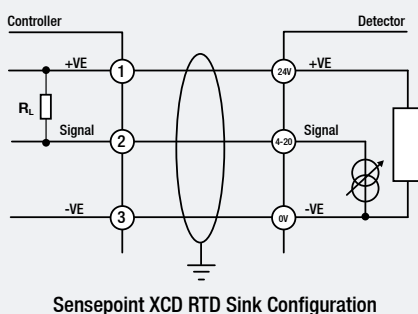 Controller
Detector
+VE
1
24V
+VE
R_L
Signal
2
4-20
Signal
-VE
3
0V
-VE
Sensepoint XCD RTD Sink Configuration